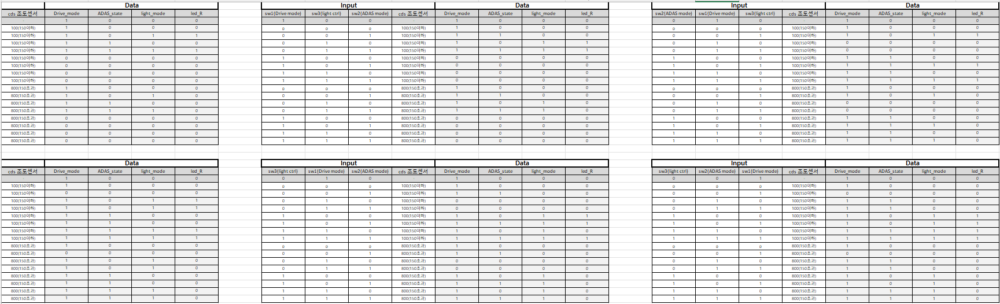 Data Input Data Input Data
cds 조도센서 Drive_mode ADAS_state light_mode led_R sw1(Drive mode) sw3(light ctrl) sw2(ADAS mode) cds 조도센서 Drive_mode ADAS_state light_mode led_R sw2(ADAS mode) sw1(Drive mode) sw3(light ctrl) cds 조도센서 Drive_mode ADAS_state light_mode led_R
- 1 0 0 0 1 0 0 - 1 0 0 0 0 1 0 - 1 0 0 0
100(150이하) 1 0 0 0 0 0 0 100(150이하) 1 0 0 0 0 0 0 100(150이하) 1 0 0 0
100(150이하) 1 0 1 1 0 0 1 100(150이하) 1 1 0 0 0 0 1 100(150이하) 1 0 1 1
100(150이하) 1 1 0 0 0 1 0 100(150이하) 1 0 1 1 0 1 0 100(150이하) 0 0 0 0
100(150이하) 1 1 1 1 0 1 1 100(150이하) 1 1 1 1 0 1 1 100(150이하) 0 0 0 0
100(150이하) 0 0 0 0 1 0 0 100(150이하) 0 0 0 0 1 0 0 100(150이하) 1 1 0 0
100(150이하) 0 0 0 0 1 0 1 100(150이하) 0 0 0 0 1 0 1 100(150이하) 1 1 1 1
100(150이하) 0 0 0 0 1 1 0 100(150이하) 0 0 0 0 1 1 0 100(150이하) 1 1 0 0
100(150이하) 0 0 0 0 1 1 1 100(150이하) 0 0 0 0 1 1 1 100(150이하) 1 1 1 1
800(150초과) 1 0 0 0 0 0 0 800(150초과) 1 0 0 0 0 0 0 800(150초과) 1 0 0 0
800(150초과) 1 0 1 0 0 0 1 800(150초과) 1 1 0 0 0 0 1 800(150초과) 1 0 1 0
800(150초과) 1 1 0 0 0 1 0 800(150초과) 1 0 1 0 0 1 0 800(150초과) 0 0 0 0
800(150초과) 1 1 1 0 0 1 1 800(150초과) 1 1 1 0 0 1 1 800(150초과) 0 0 0 0
800(150초과) 0 0 0 0 1 0 0 800(150초과) 0 0 0 0 1 0 0 800(150초과) 1 1 0 0
800(150초과) 0 0 0 0 1 0 1 800(150초과) 0 0 0 0 1 0 1 800(150초과) 1 1 1 0
800(150초과) 0 0 0 0 1 1 0 800(150초과) 0 0 0 0 1 1 0 800(150초과) 1 1 0 0
800(150초과) 0 0 0 0 1 1 1 800(150초과) 0 0 0 0 1 1 1 800(150초과) 1 1 1 0
Data Input Data Input Data
cds 조도센서 Drive_mode ADAS_state light_mode led_R sw3(light ctrl) sw1(Drive mode) sw2(ADAS mode) cds 조도센서 Drive_mode ADAS_state light_mode led_R sw3(light ctrl) sw2(ADAS mode) sw1(Drive mode) cds 조도센서 Drive_mode ADAS_state light_mode led_R
- 1 0 0 0 0 1 0 - 1 0 0 0 0 0 1 - 1 0 0 0
100(150이하) 1 0 0 0 0 0 0 100(150이하) 1 0 0 0 0 0 0 100(150이하) 1 0 0 0
100(150이하) 0 0 0 0 0 0 1 100(150이하) 1 1 0 0 0 0 1 100(150이하) 0 0 0 0
100(150이하) 1 0 1 1 0 1 0 100(150이하) 0 0 0 0 0 1 0 100(150이하) 1 1 0 0
100(150이하) 1 0 1 1 0 1 1 100(150이하) 0 0 0 0 0 1 1 100(150이하) 1 1 0 0
100(150이하) 1 1 0 0 1 0 0 100(150이하) 1 0 1 1 1 0 0 100(150이하) 1 0 1 1
100(150이하) 1 1 0 0 1 0 1 100(150이하) 1 1 1 1 1 0 1 100(150이하) 1 0 1 1
100(150이하) 1 1 1 1 1 1 0 100(150이하) 1 0 1 0 1 1 0 100(150이하) 1 1 1 1
100(150이하) 1 1 1 1 1 1 1 100(150이하) 1 1 1 1 1 1 1 100(150이하) 1 1 1 1
800(150초과) 1 0 0 0 0 0 0 800(150초과) 1 0 0 0 0 0 0 800(150초과) 1 0 0 0
800(150초과) 0 0 0 0 0 0 1 800(150초과) 1 1 0 0 0 0 1 800(150초과) 0 0 0 0
800(150초과) 1 0 1 0 0 1 0 800(150초과) 0 0 0 0 0 1 0 800(150초과) 1 1 0 0
800(150초과) 1 0 1 0 0 1 1 800(150초과) 0 0 0 0 0 1 1 800(150초과) 1 1 0 0
800(150초과) 1 1 0 0 1 0 0 800(150초과) 1 0 1 0 1 0 0 800(150초과) 1 0 1 0
800(150초과) 1 1 0 0 1 0 1 800(150초과) 1 1 1 0 1 0 1 800(150초과) 1 0 1 0
800(150초과) 1 1 1 0 1 1 0 800(150초과) 1 0 1 0 1 1 0 800(150초과) 1 1 1 0
800(150초과) 1 1 1 0 1 1 1 800(150초과) 1 1 1 0 1 1 1 800(150초과) 1 1 1 0